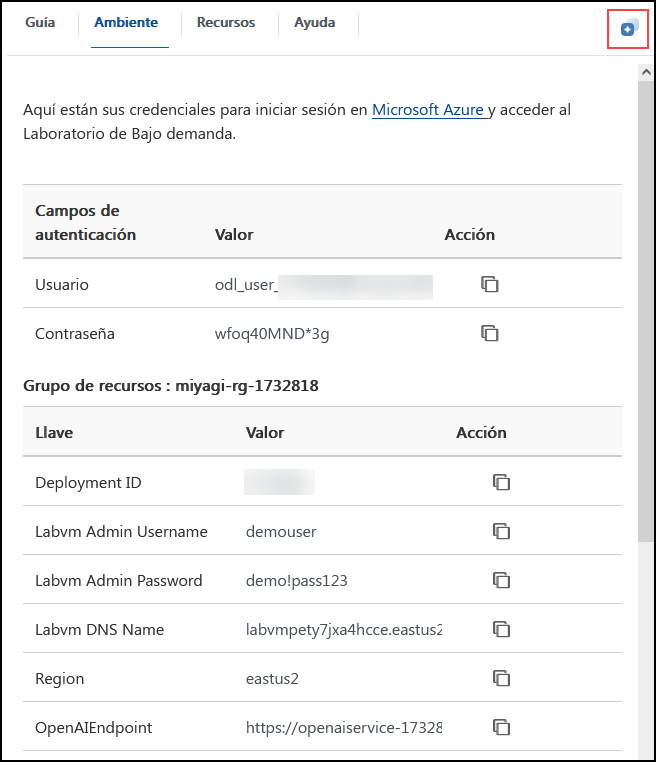 Guía Ambiente Recursos Ayuda
Aquí están sus credenciales para iniciar sesión en Microsoft Azure y acceder al
Laboratorio de Bajo demanda.
Campos de
autenticación Valor Acción
Usuario odl_user_
Contraseña wfoq40MND*3g
Grupo de recursos : miyagi-rg-1732818
Llave Valor Acción
Deployment ID
Labvm Admin Username demouser
Labvm Admin Password demo!pass123
Labvm DNS Name labvmpety7jxa4hcce.eastus2
Region eastus2
OpenAIEndpoint https://openaiservice-17328